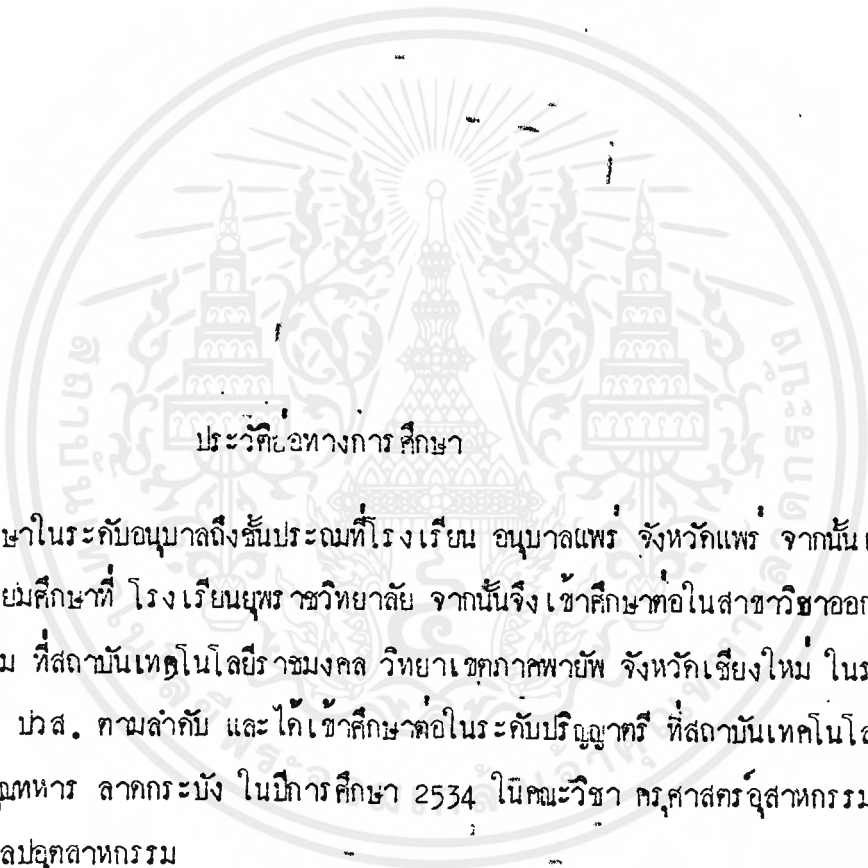 ประวัติย่อทางการศึกษา
ษาในระดับอนุบาลถึงชั้นประถมที่โรงเรียน อนุบาลแพร่ จังหวัดแพร่ จากนั้น
ยมศึกษาที่ โรงเรียนยุพราชวิทยาลัย จากนั้นจึงเข้าศึกษาต่อในสาขาวิชาออก
ม ที่สถาบันเทคโนโลยีราชมงคล วิทยาเขตภาคพายัพ จังหวัดเชียงใหม่ ในร
ปวส. ตามลำดับ และได้เข้าศึกษาต่อในระดับปริญญาตรี ที่สถาบันเทคโนโล
ณทหาร ลาดกระบัง ในปีการศึกษา 2534 ในคณะวิชา ครุศาสตร์อุสาหกรรม
ลปอุตสาหกรรม